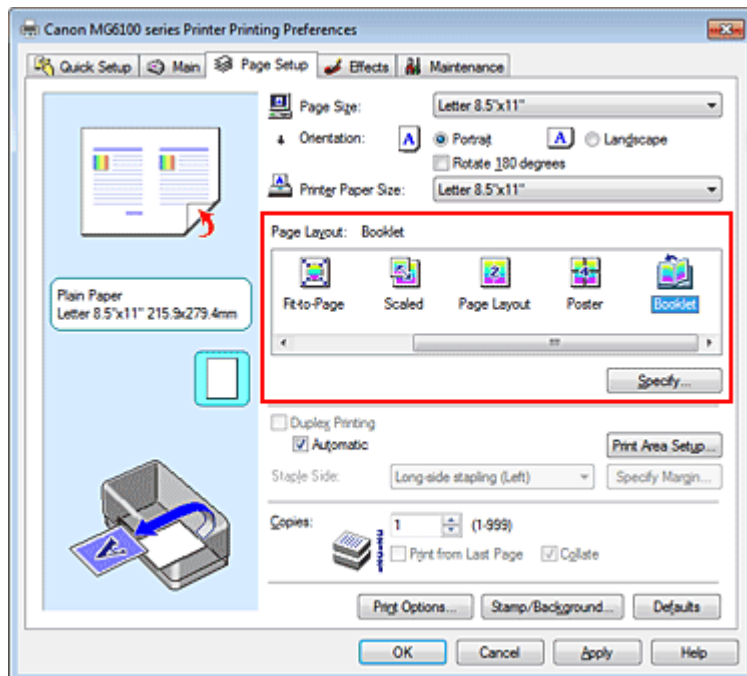 Canon MG6100 series Printer Printing Preferences
Quick Setup Main Page Setup Effects Maintenance
Page Size: Letter 8.5"x11"
Orientation: A Portrait A Landscape
Rotate 180 degrees
Printer Paper Size: Letter 8.5"x11"
Page Layout: Booklet
Fit-to-Page Scaled Page Layout Poster Booklet
Plain Paper
Letter 8.5"x11" 215.9x279.4mm
Specify...
Duplex Printing
Automatic
Print Area Setup...
Staple Side: Long-side stapling (Left) Specify Margin...
Copies: 1 (1-999)
Print from Last Page Collate
Print Options... Stamp/Background... Defaults
OK Cancel Apply Help